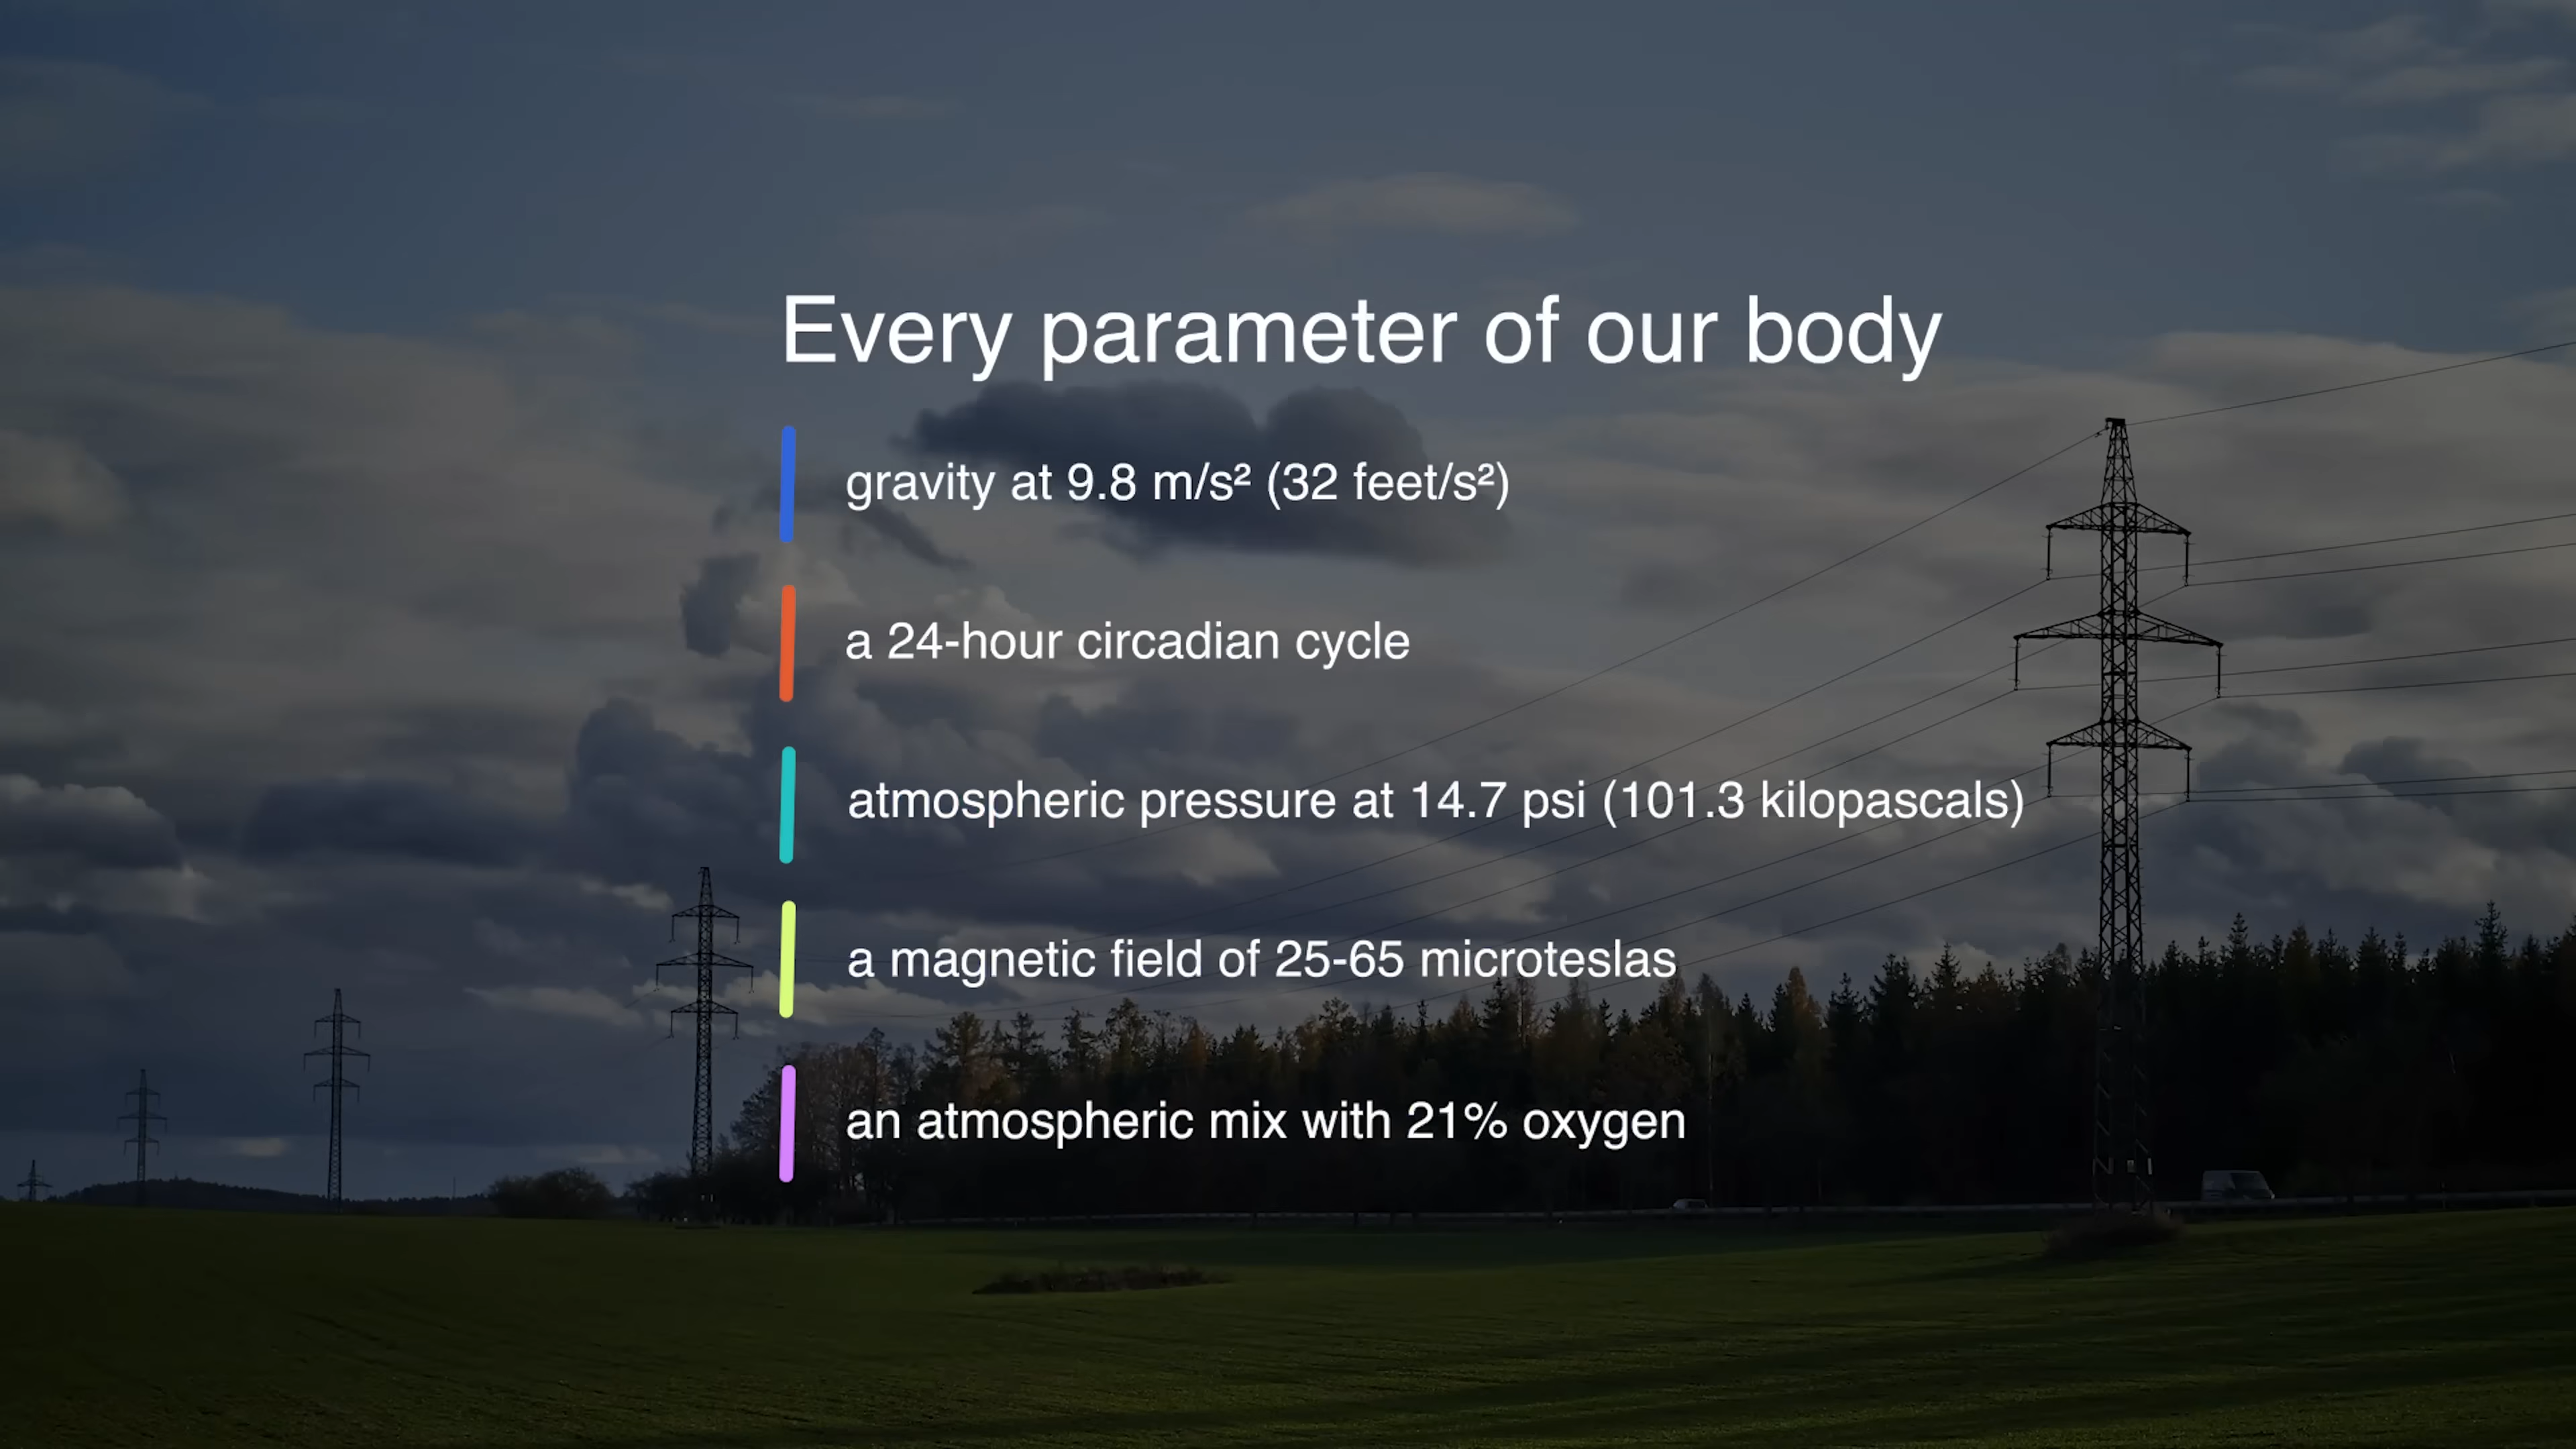 Every parameter of our body
gravity at 9.8 m/s² (32 feet/s²)
a 24-hour circadian cycle
atmospheric pressure at 14.7 psi (101.3 kilopascals)
a magnetic field of 25-65 microteslas
an atmospheric mix with 21% oxygen